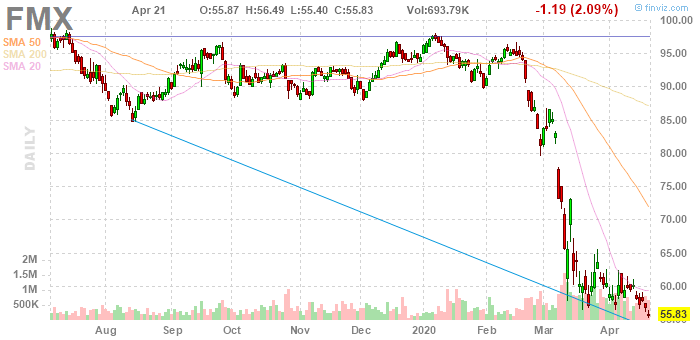 © finviz.com
FMX
Apr 21 O:55.87 H:56.49 L:55.40 C:55.83 Vol:693.79K -1.19 (2.09%)
SMA 50
SMA 200
SMA 20
DAILY
100.00
95.00
90.00
85.00
80.00
75.00
70.00
65.00
60.00
55.83
2M
1.5M
1M
500K
Aug Sep Oct Nov Dec 2020 Feb Mar Apr